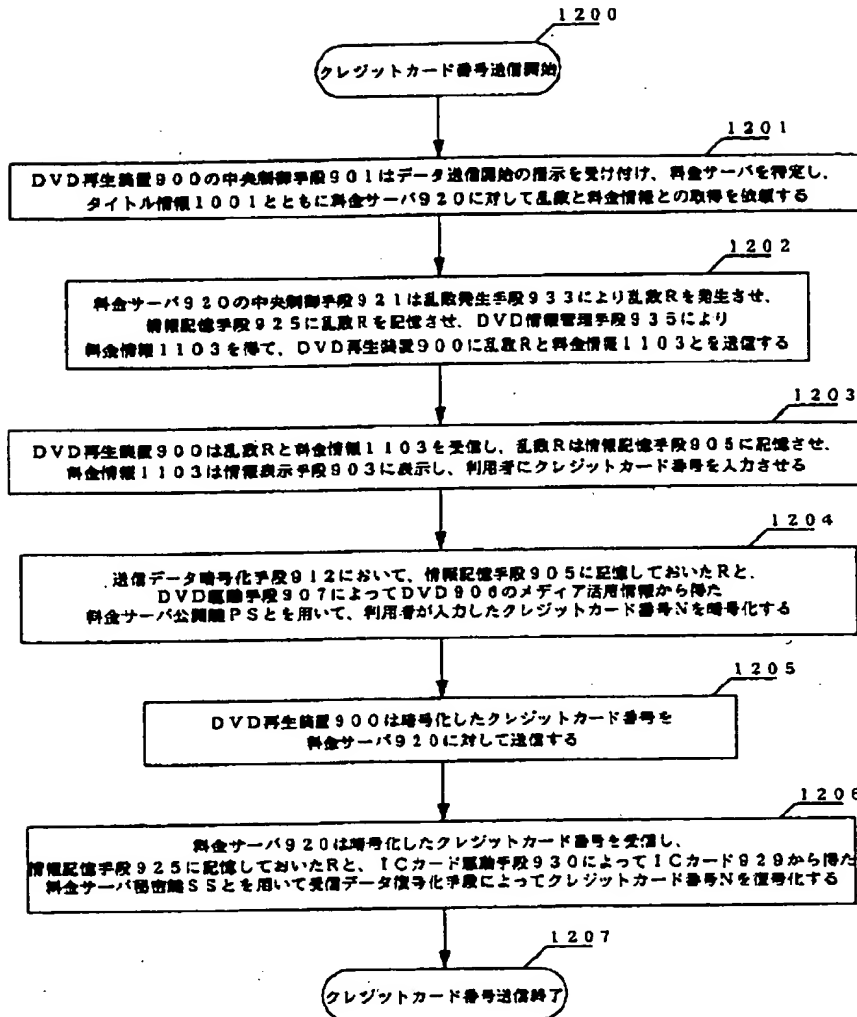 1200
クレジットカード番号送信開始
1201
DVD再生装置900の中央制御手段901はデータ送信開始の指示を受け付け、料金サーバを特定し、
タイトル情報1001とともに料金サーバ920に対して乱数と料金情報との取得を依頼する
1202
料金サーバ920の中央制御手段921は乱数発生手段933により乱数Rを発生させ、
情報記憶手段925に乱数Rを記憶させ、DVD情報管理手段935により
料金情報1103を得て、DVD再生装置900に乱数Rと料金情報1103とを送信する
1203
DVD再生装置900は乱数Rと料金情報1103を受信し、乱数Rは情報記憶手段905に記憶させ、
料金情報1103は情報表示手段903に表示し、利用者にクレジットカード番号を入力させる
1204
送信データ暗号化手段912において、情報記憶手段905に記憶しておいたRと、
DVD駆動手段907によってDVD906のメディア活用情報から得た
料金サーバ公開鍵PSとを用いて、利用者が入力したクレジットカード番号Nを暗号化する
1205
DVD再生装置900は暗号化したクレジットカード番号を
料金サーバ920に対して送信する
1206
料金サーバ920は暗号化したクレジットカード番号を受信し、
情報記憶手段925に記憶しておいたRと、ICカード駆動手段930によってICカード929から得た
料金サーバ秘密鍵SSとを用いて受信データ復号化手段によってクレジットカード番号Nを復号化する
1207
クレジットカード番号送信終了